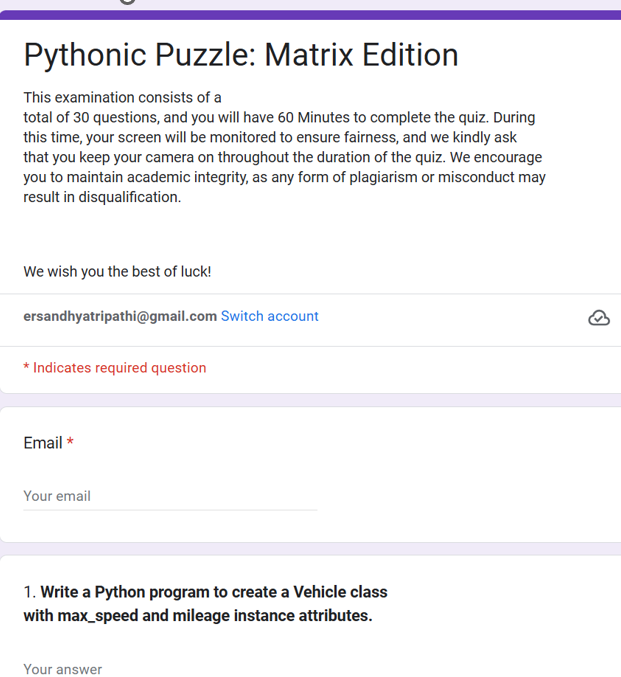 Pythonic Puzzle: Matrix Edition
This examination consists of a
total of 30 questions, and you will have 60 Minutes to complete the quiz. During
this time, your screen will be monitored to ensure fairness, and we kindly ask
that you keep your camera on throughout the duration of the quiz. We encourage
you to maintain academic integrity, as any form of plagiarism or misconduct may
result in disqualification.
We wish you the best of luck!
ersandhyatripathi@gmail.com Switch account
* Indicates required question
Email *
Your email
1. Write a Python program to create a Vehicle class
with max_speed and mileage instance attributes.
Your answer